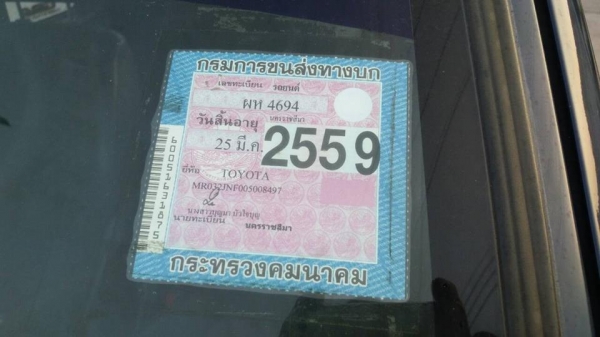 กรมการขนส่งทางบก
เลขทะเบียน รถยนต์
ผห 4694
นครราชสีมา
วันสิ้นอายุ
25 มี.ค. 2559
ยี่ห้อ TOYOTA
นายทะเบียน นครราชสีมา
กระทรวงคมนาคม
60051631875